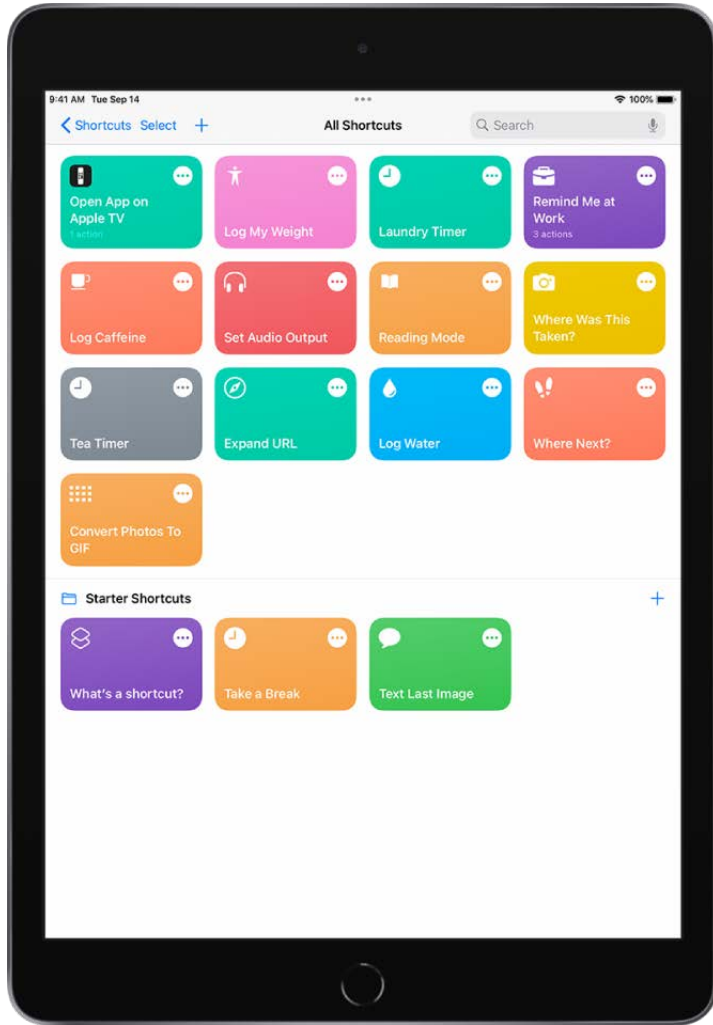 9:41 AM Tue Sep 14
100%
Shortcuts Select
All Shortcuts
Search
Open App on
Apple TV
1 action
Log My Weight
Laundry Timer
Remind Me at
Work
3 actions
Log Caffeine
Set Audio Output
Reading Mode
Where Was This
Taken?
Tea Timer
Expand URL
Log Water
Where Next?
Convert Photos To
GIF
Starter Shortcuts
What's a shortcut?
Take a Break
Text Last Image